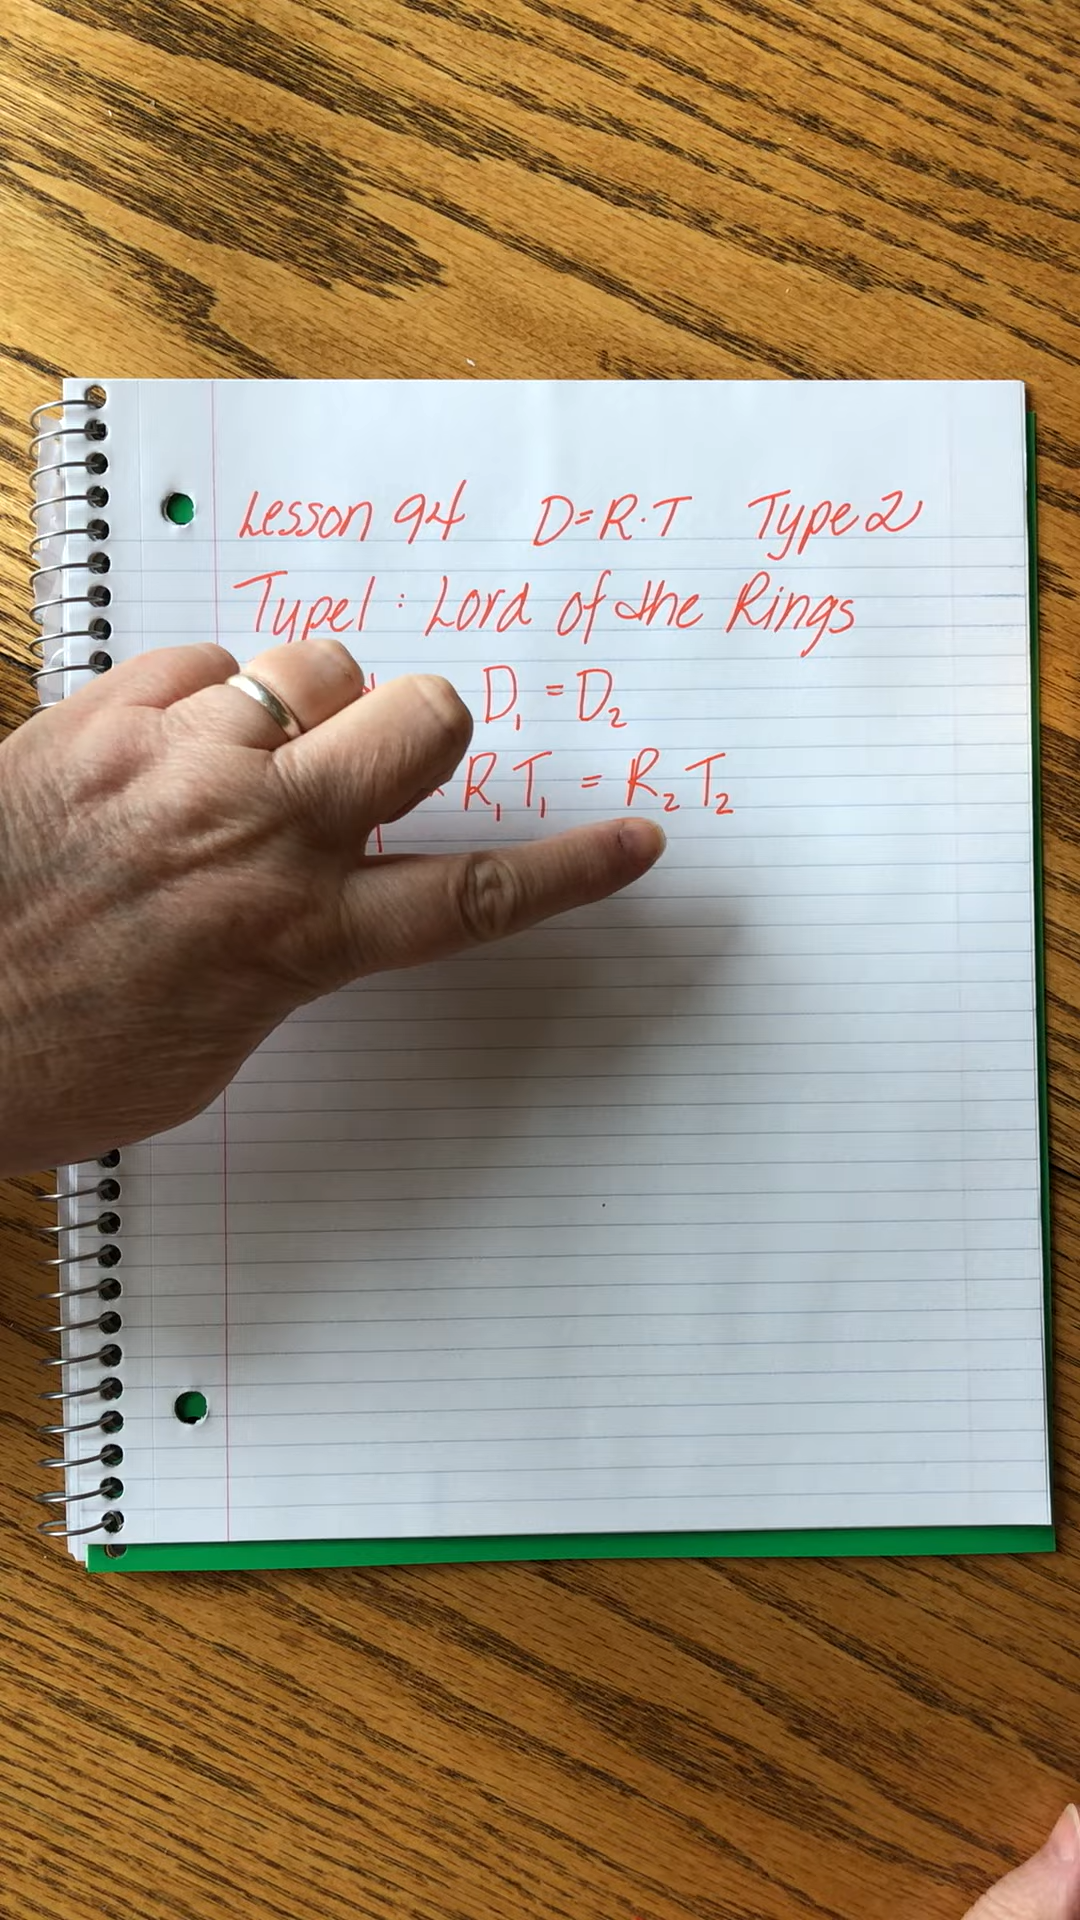 Lesson 94 D=R·T Type 2
Type 1: Lord of the Rings
D₁ = D₂
R₁T₁ = R₂T₂